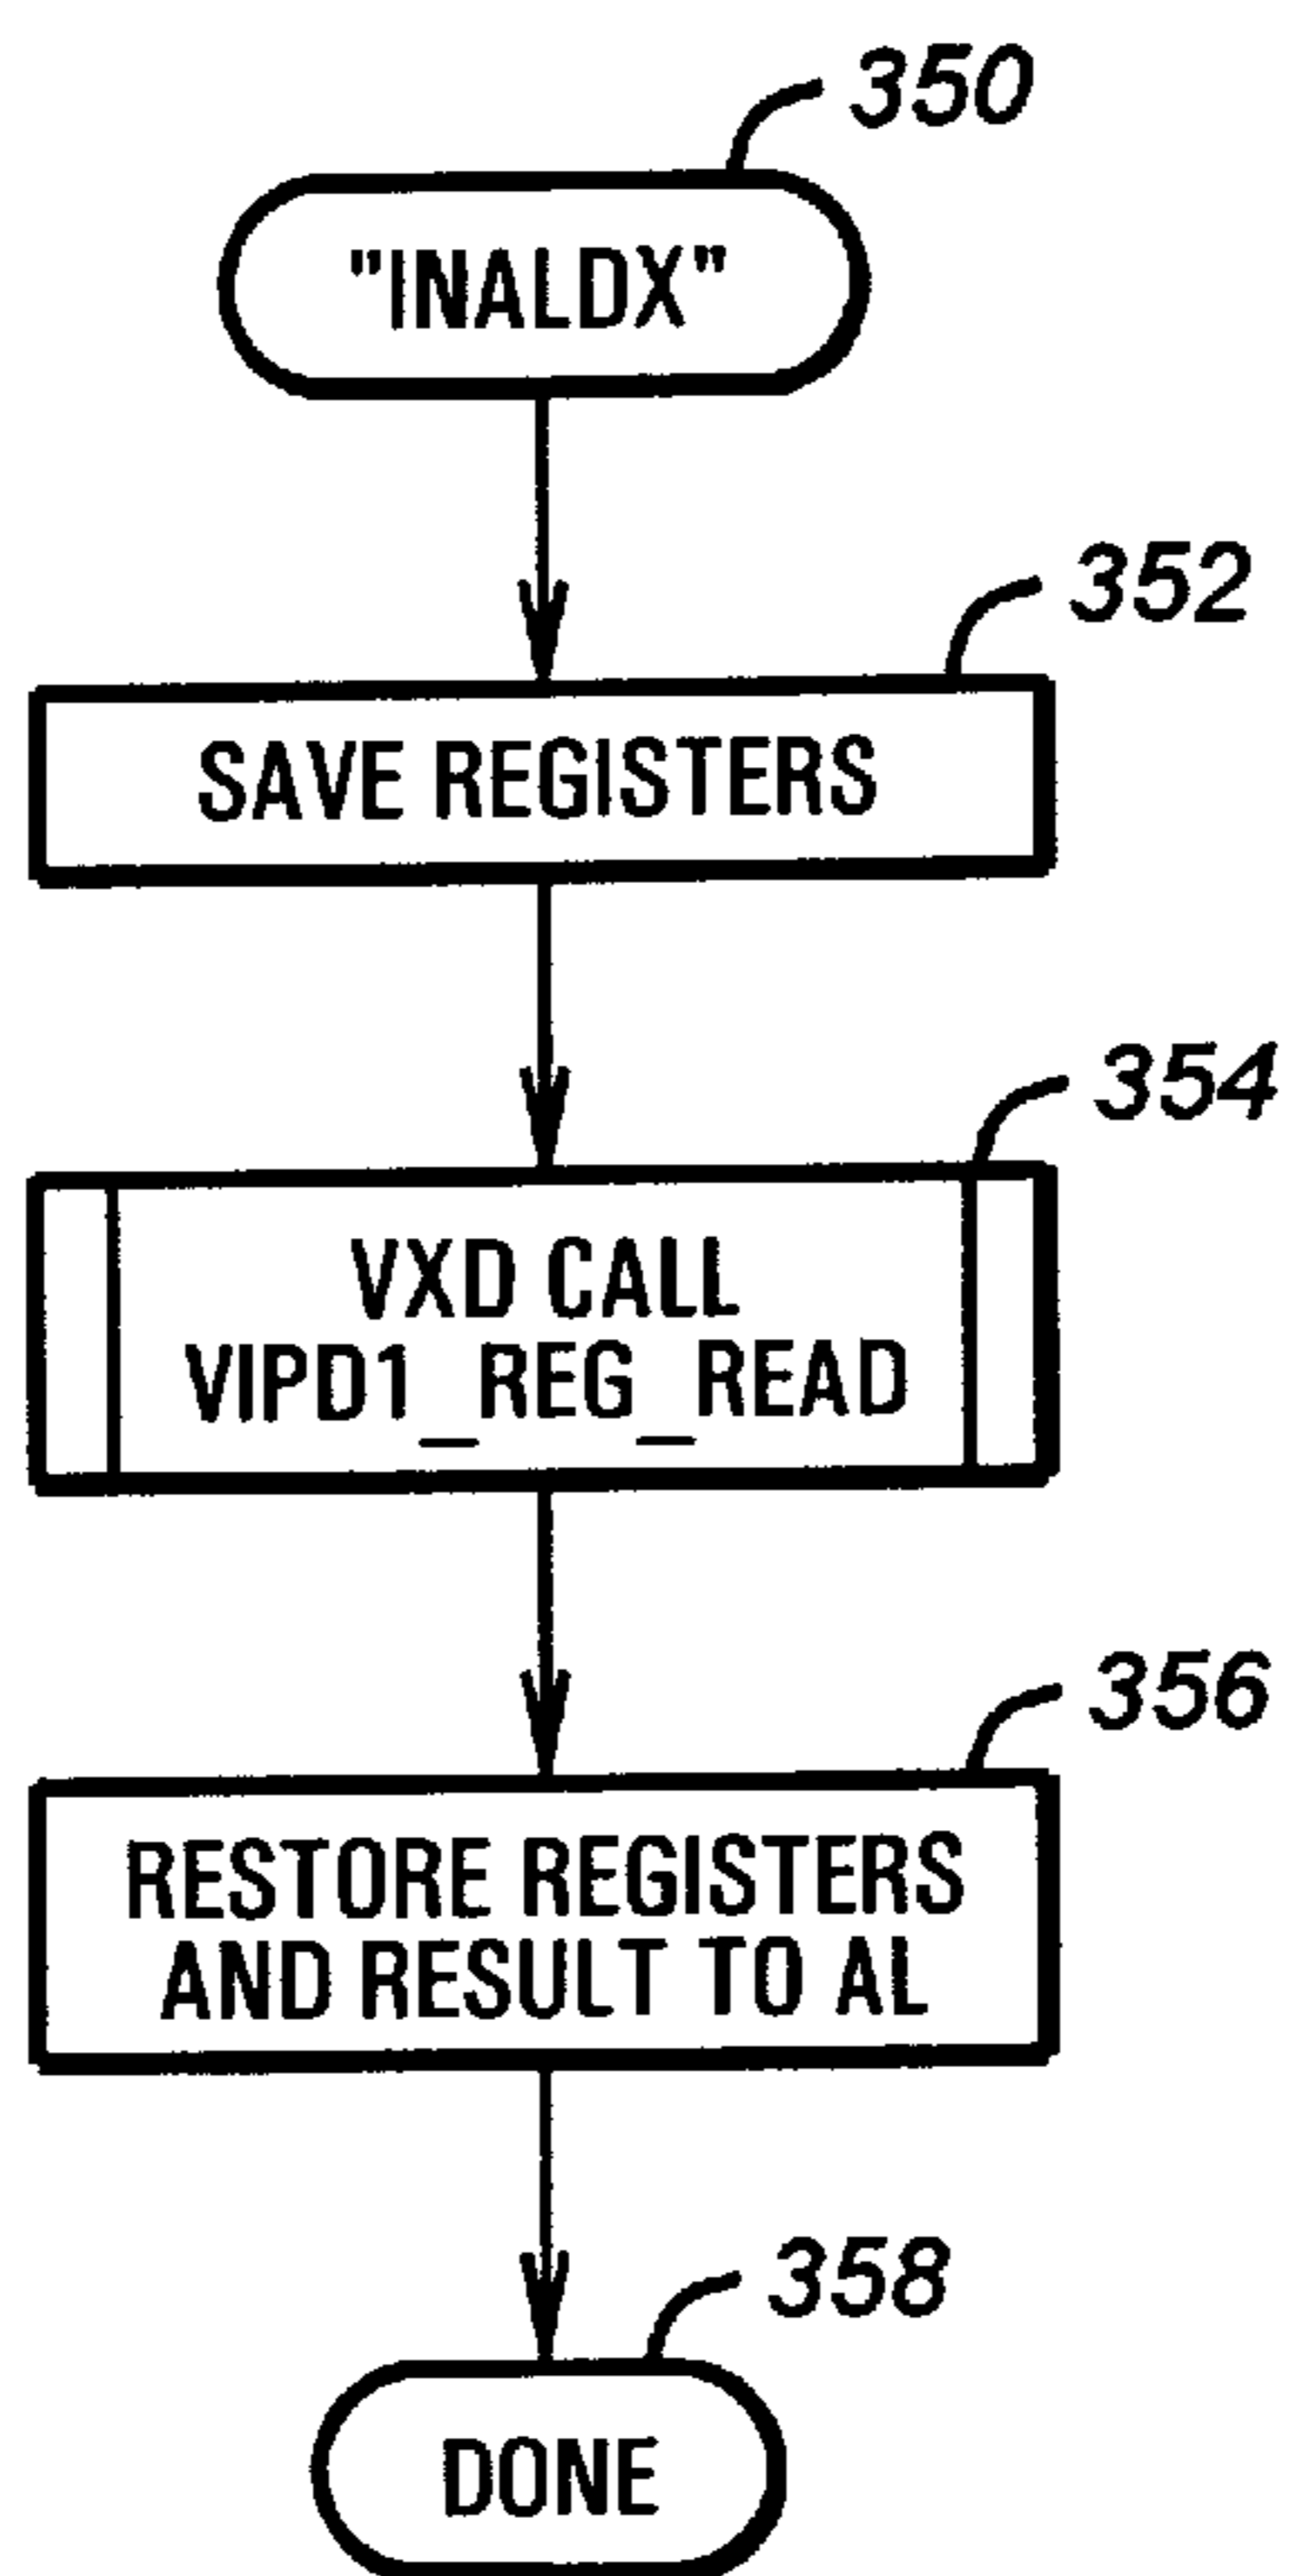 350
"INALDX"
352
SAVE REGISTERS
354
VXD CALL
VIPD1_REG_READ
356
RESTORE REGISTERS
AND RESULT TO AL
358
DONE